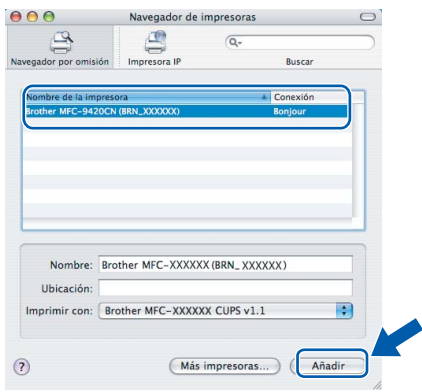 Navegador de impresoras
Navegador por omisión Impresora IP Buscar
Nombre de la impresora Conexión
Brother MFC-9420CN (BRN_XXXXXX) Bonjour
Nombre: Brother MFC-XXXXXX (BRN_ XXXXXX)
Ubicación:
Imprimir con: Brother MFC-XXXXXX CUPS v1.1
? Más impresoras... Añadir